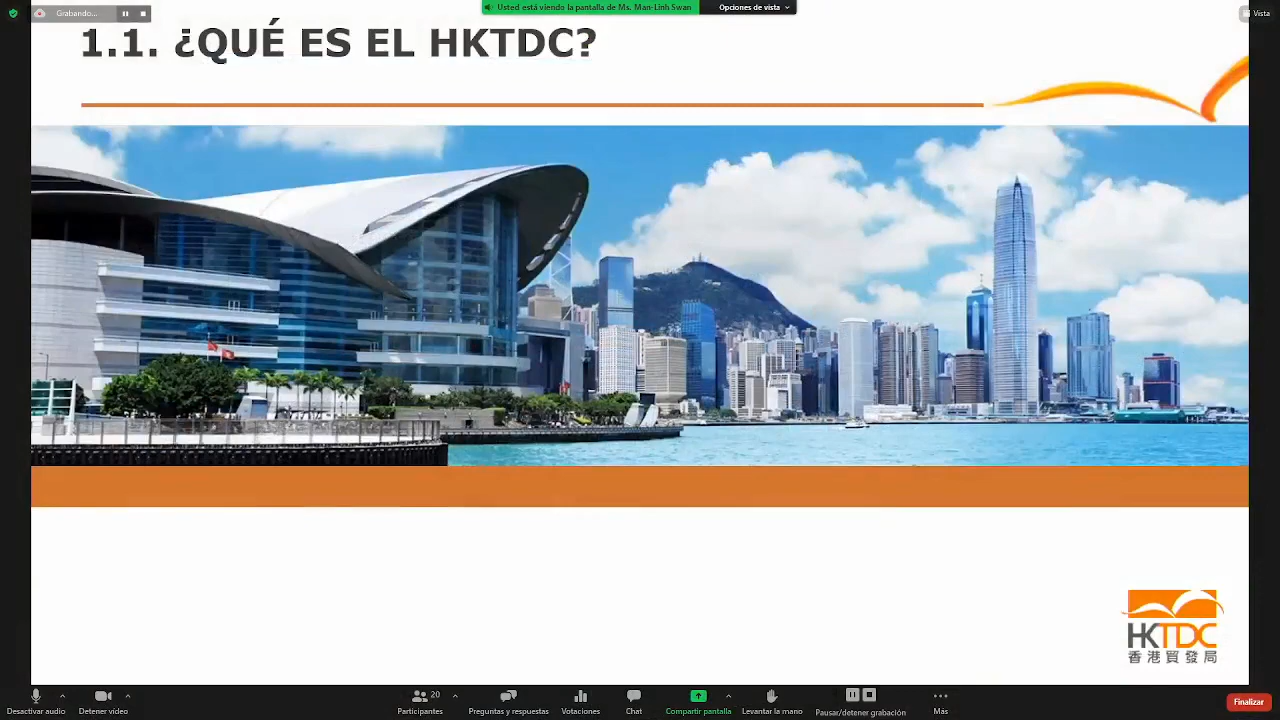 Grabando...
Usted está viendo la pantalla de Ms. Man-Linh Swan
Opciones de vista
Vista
1.1. ¿QUÉ ES EL HKTDC?
HKTDC
香港貿發局
Desactivar audio
Detener video
20
Participantes
Preguntas y respuestas
Votaciones
Chat
Compartir pantalla
Levantar la mano
Pausar/detener grabación
Más
Finalizar